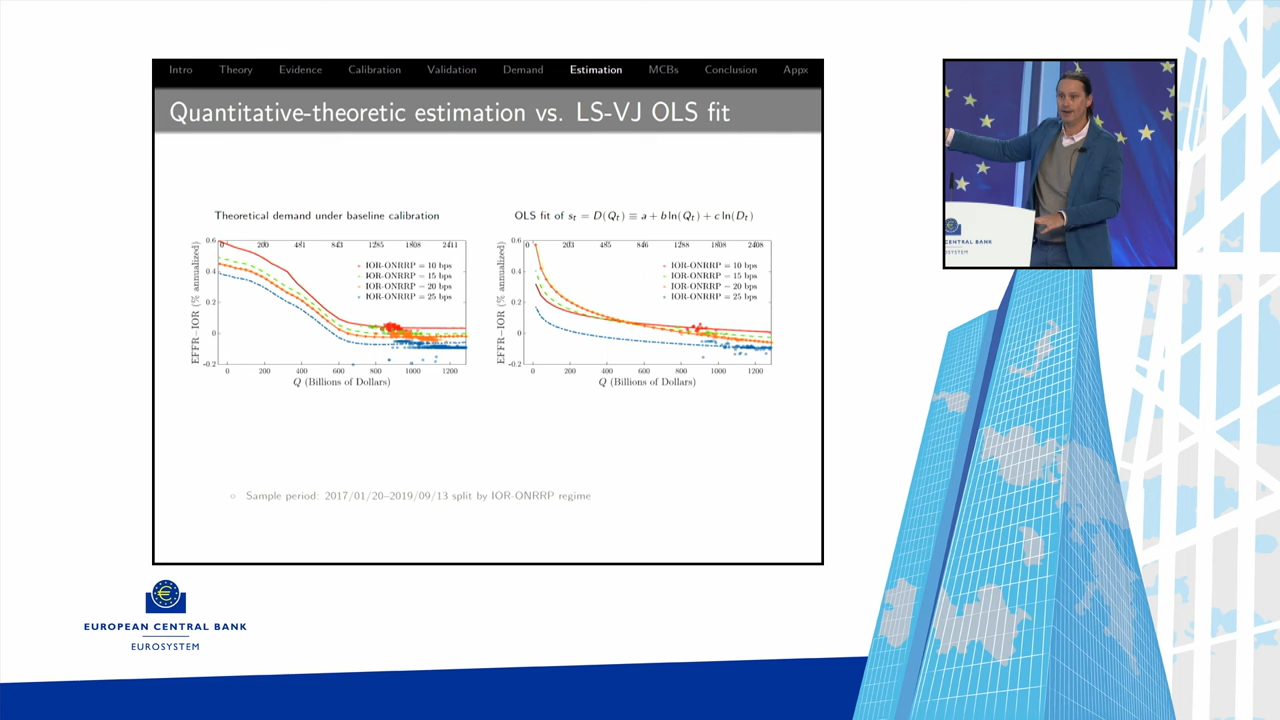 Intro Theory Evidence Calibration Validation Demand Estimation MCBs Conclusion Appx
Quantitative-theoretic estimation vs. LS-VJ OLS fit
Theoretical demand under baseline calibration
0 200 481 843 1285 1808 2411
0.6
0.4
0.2
0
-0.2
EFFR−IOR (% annualized)
IOR-ONRRP = 10 bps
IOR-ONRRP = 15 bps
IOR-ONRRP = 20 bps
IOR-ONRRP = 25 bps
0 200 400 600 800 1000 1200
Q (Billions of Dollars)
OLS fit of s_t = D(Q_t) ≡ a + b ln(Q_t) + c ln(D_t)
0 203 485 846 1288 1808 2408
0.6
0.4
0.2
0
-0.2
EFFR−IOR (% annualized)
IOR-ONRRP = 10 bps
IOR-ONRRP = 15 bps
IOR-ONRRP = 20 bps
IOR-ONRRP = 25 bps
0 200 400 600 800 1000 1200
Q (Billions of Dollars)
Sample period: 2017/01/20–2019/09/13 split by IOR-ONRRP regime
CENTRAL BANK
EUROPEAN CENTRAL BANK
EUROSYSTEM